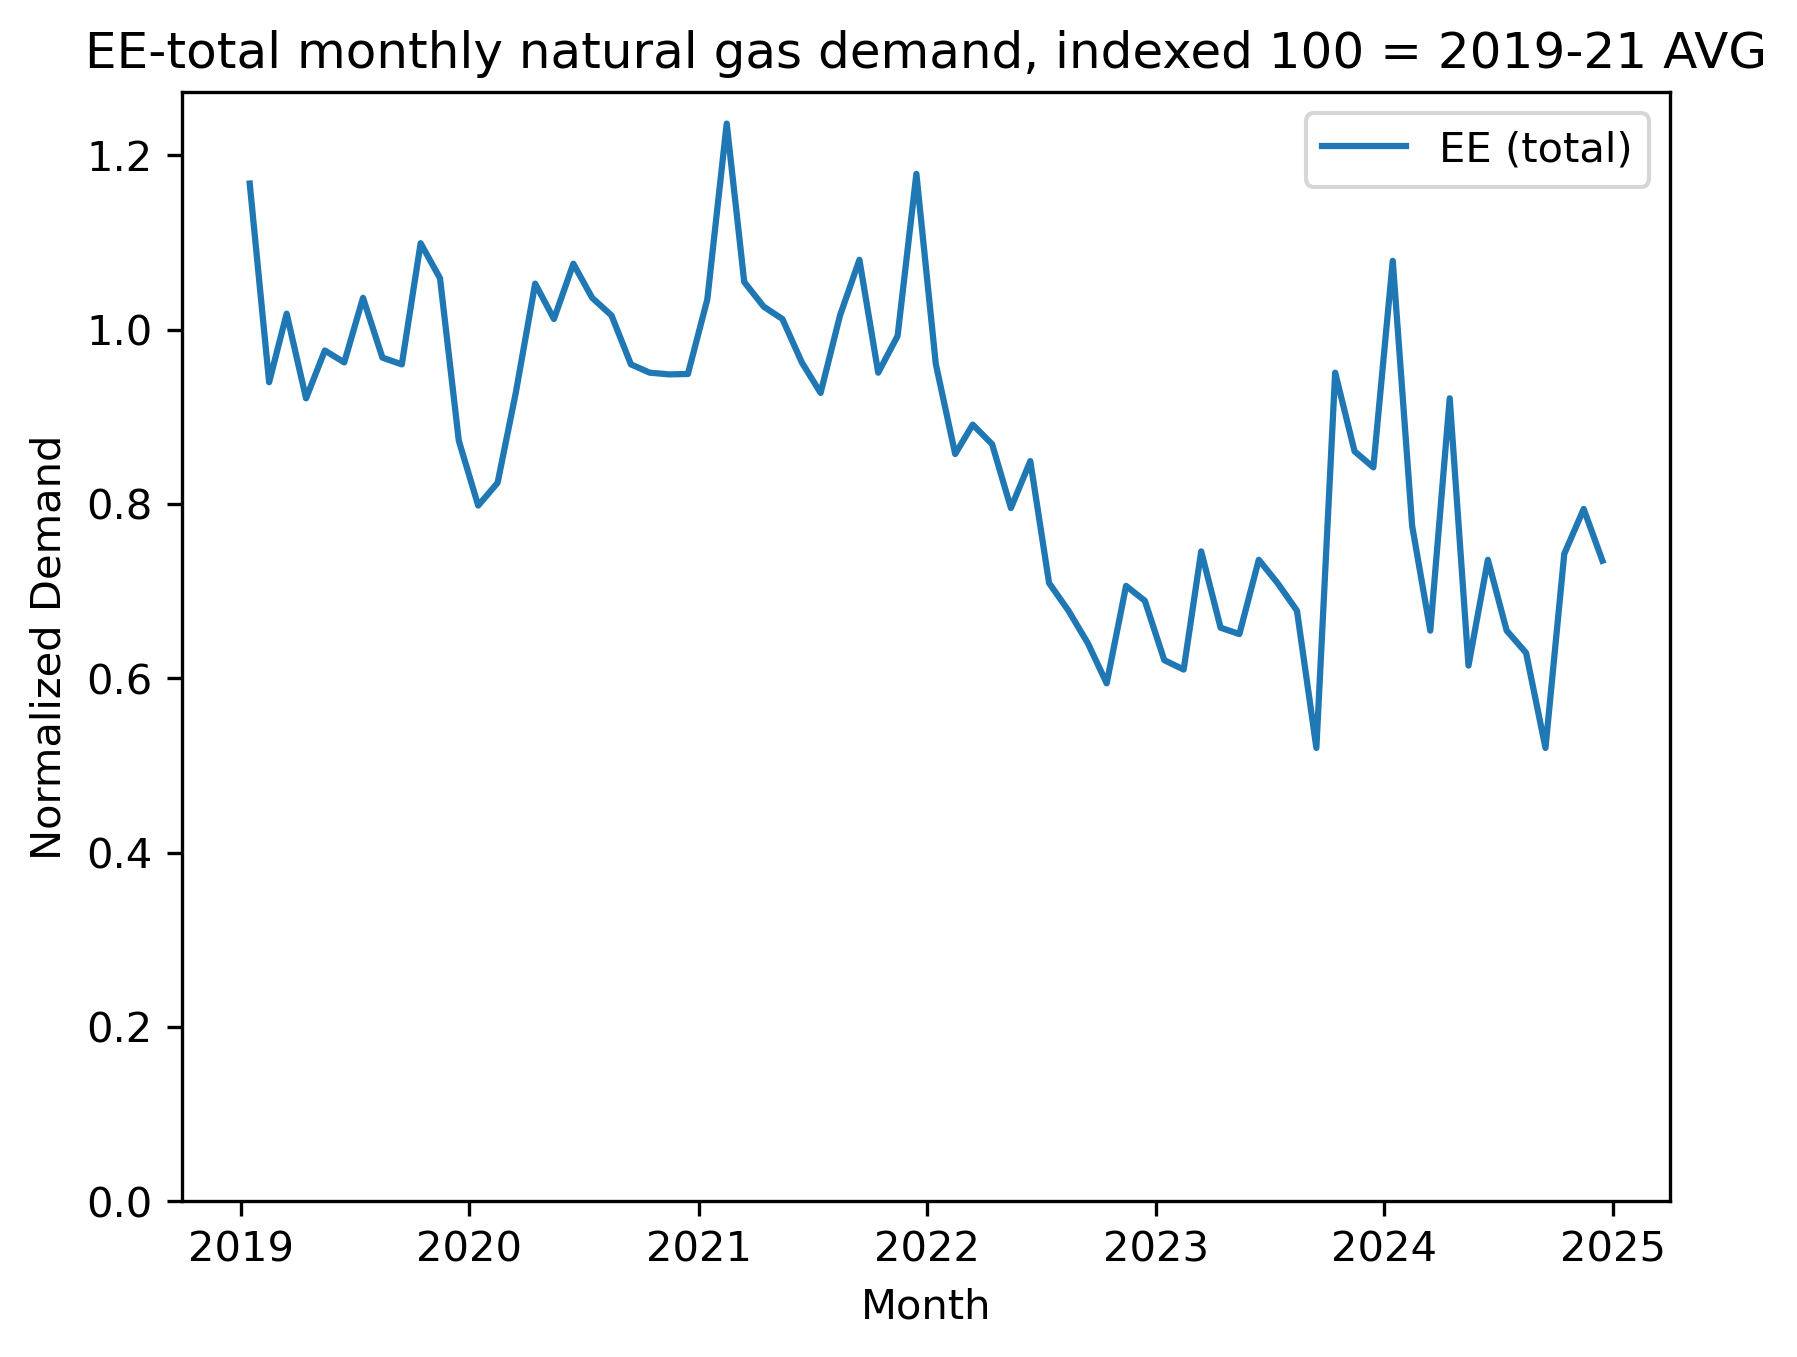 EE-total monthly natural gas demand, indexed 100 = 2019-21 AVG
EE (total)
Normalized Demand
1.2
1.0
0.8
0.6
0.4
0.2
0.0
2019 2020 2021 2022 2023 2024 2025
Month